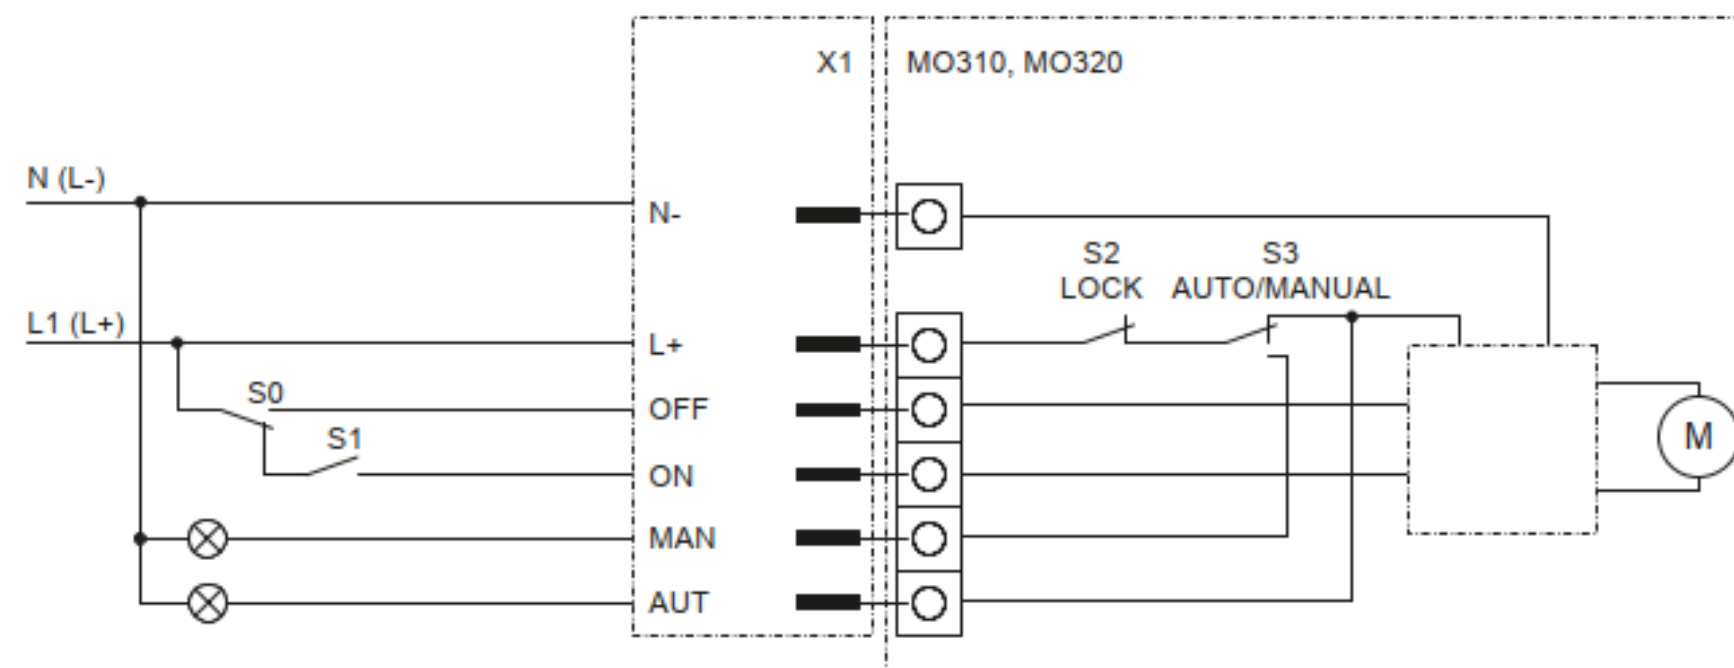 X1
MO310, MO320
N (L-)
N-
S2
LOCK
S3
AUTO/MANUAL
L1 (L+)
L+
S0
OFF
S1
ON
M
MAN
AUT